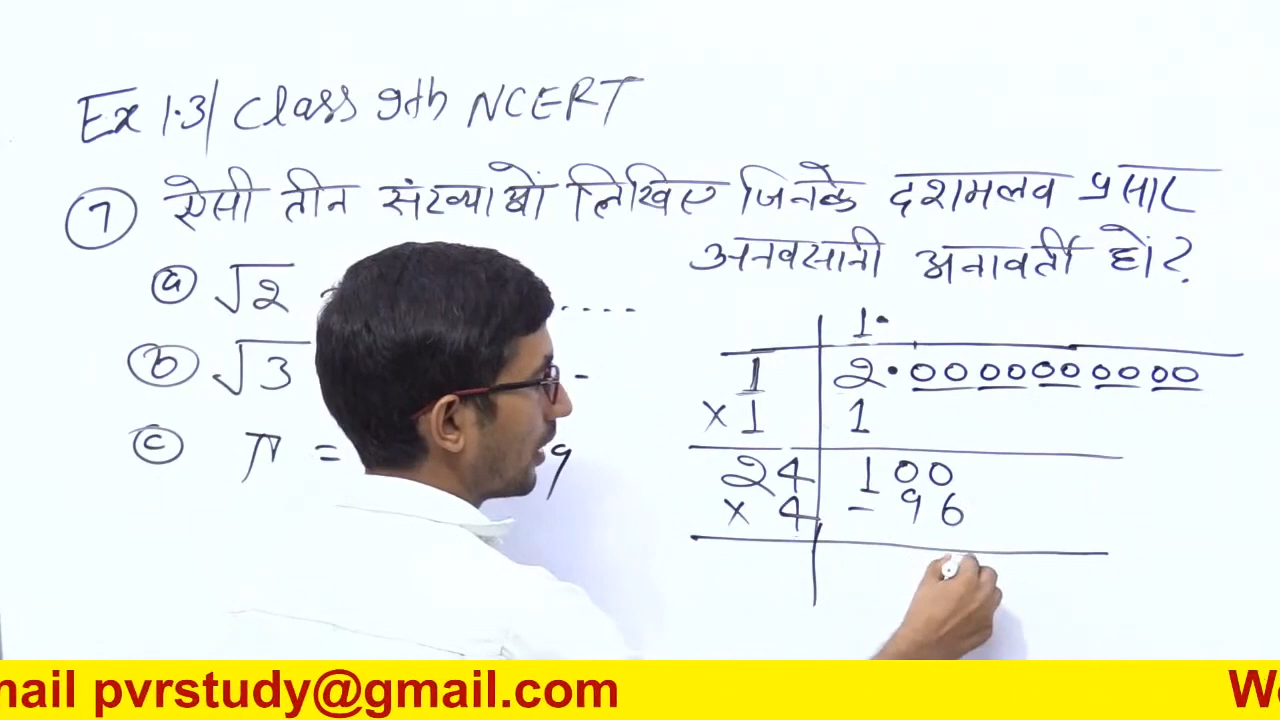 Ex 1.3| Class 9th NCERT
7 ऐसी तीन संख्याओं लिखिए जिनके दशमलव प्रसार
अनवसानी अनावर्ती हों?
a √2 .....
b √3 -
c π = 9
1.
1 2.0000000000
×1 1
24 100
×4 -96
mail pvrstudy@gmail.com